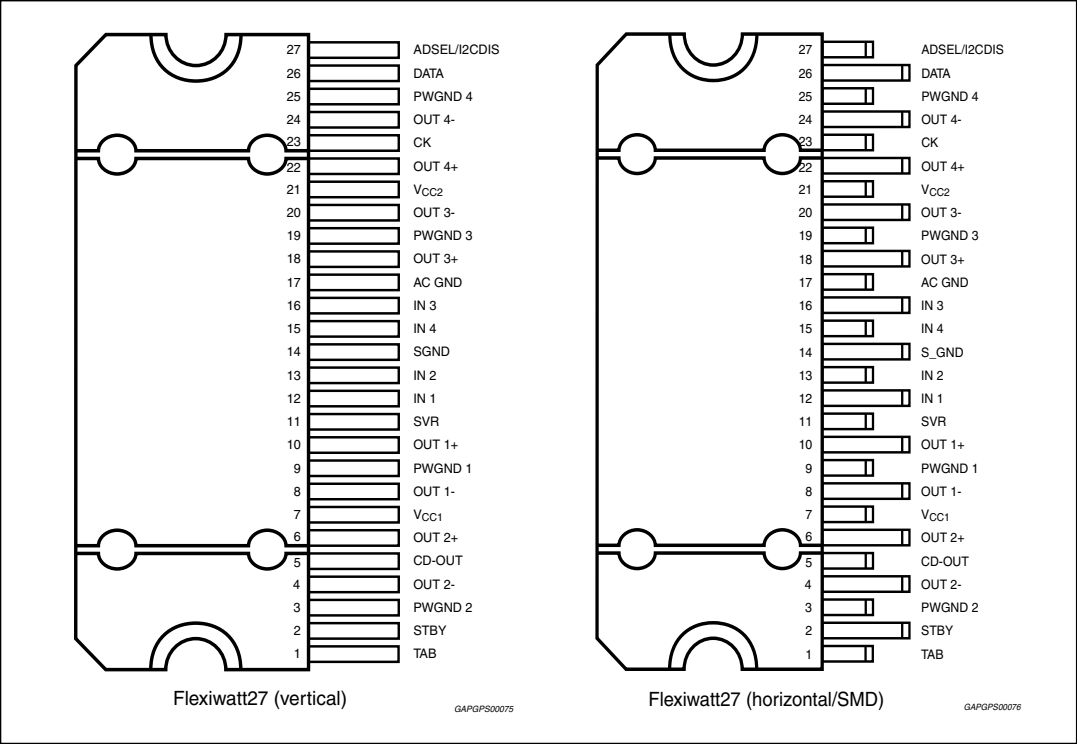 27 ADSEL/I2CDIS
26 DATA
25 PWGND 4
24 OUT 4-
23 CK
22 OUT 4+
21 VCC2
20 OUT 3-
19 PWGND 3
18 OUT 3+
17 AC GND
16 IN 3
15 IN 4
14 SGND
13 IN 2
12 IN 1
11 SVR
10 OUT 1+
9 PWGND 1
8 OUT 1-
7 VCC1
6 OUT 2+
5 CD-OUT
4 OUT 2-
3 PWGND 2
2 STBY
1 TAB
Flexiwatt27 (vertical)
GAPGPS00075
27 ADSEL/I2CDIS
26 DATA
25 PWGND 4
24 OUT 4-
23 CK
22 OUT 4+
21 VCC2
20 OUT 3-
19 PWGND 3
18 OUT 3+
17 AC GND
16 IN 3
15 IN 4
14 S_GND
13 IN 2
12 IN 1
11 SVR
10 OUT 1+
9 PWGND 1
8 OUT 1-
7 VCC1
6 OUT 2+
5 CD-OUT
4 OUT 2-
3 PWGND 2
2 STBY
1 TAB
Flexiwatt27 (horizontal/SMD)
GAPGPS00076